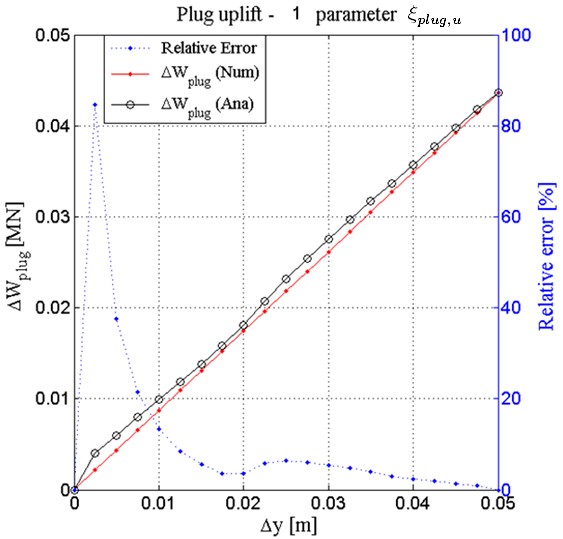 Plug uplift - 1 parameter ξplug,u
Relative Error
ΔWplug (Num)
ΔWplug (Ana)
0.05
0.04
0.03
0.02
0.01
0
ΔWplug [MN]
100
80
60
40
20
0
Relative error [%]
0 0.01 0.02 0.03 0.04 0.05
Δy [m]